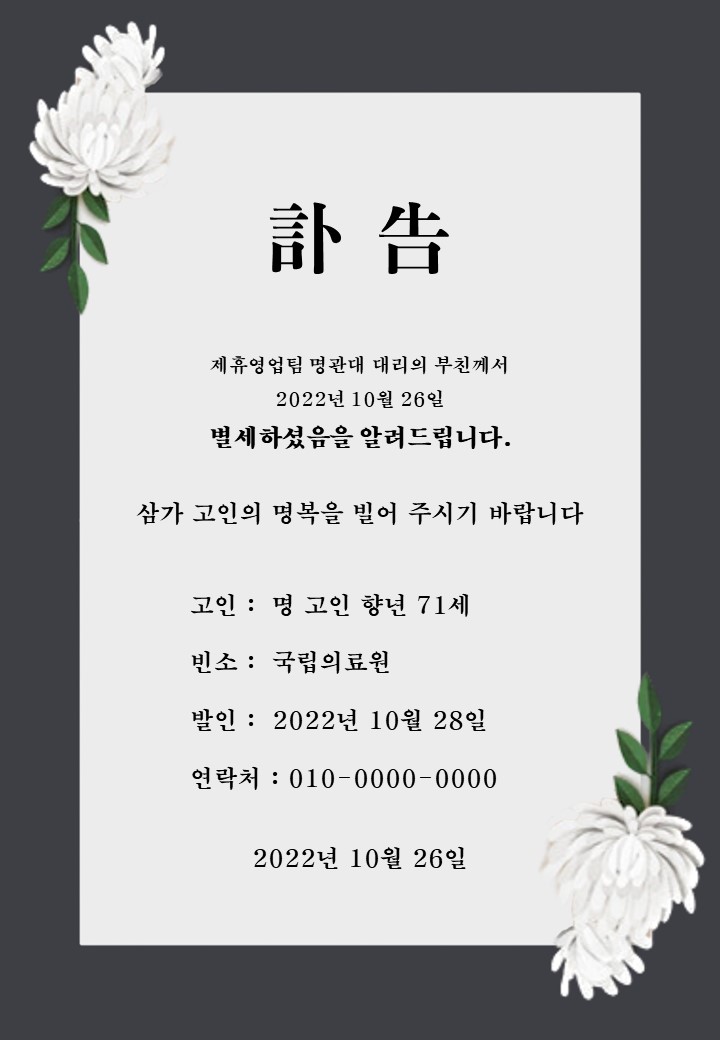 訃 告
제휴영업팀 명관대 대리의 부친께서
2022년 10월 26일
별세하셨음을 알려드립니다.
삼가 고인의 명복을 빌어 주시기 바랍니다
고인 : 명 고인 향년 71세
빈소 : 국립의료원
발인 : 2022년 10월 28일
연락처 : 010-0000-0000
2022년 10월 26일